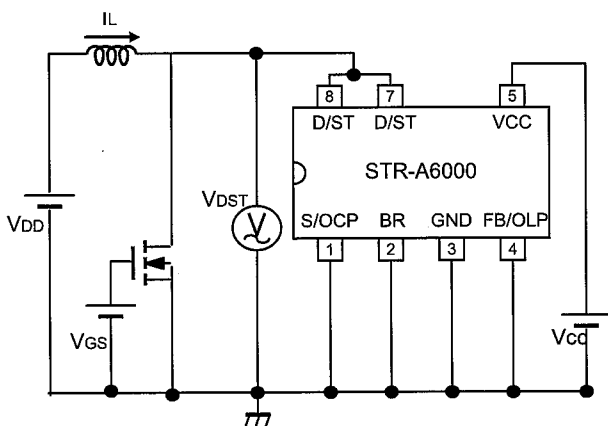 IL
8
7
5
D/ST
D/ST
VCC
STR-A6000
VDST
V
VDD
S/OCP
BR
GND
FB/OLP
1
2
3
4
VGS
VCC